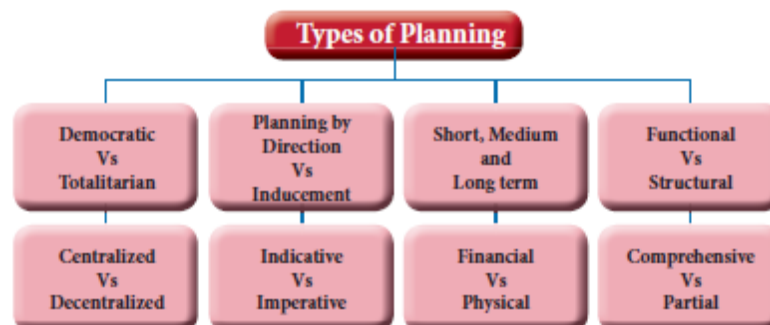 Types of Planning
Democratic
Vs
Totalitarian
Planning by
Direction
Vs
Inducement
Short, Medium
and
Long term
Functional
Vs
Structural
Centralized
Vs
Decentralized
Indicative
Vs
Imperative
Financial
Vs
Physical
Comprehensive
Vs
Partial